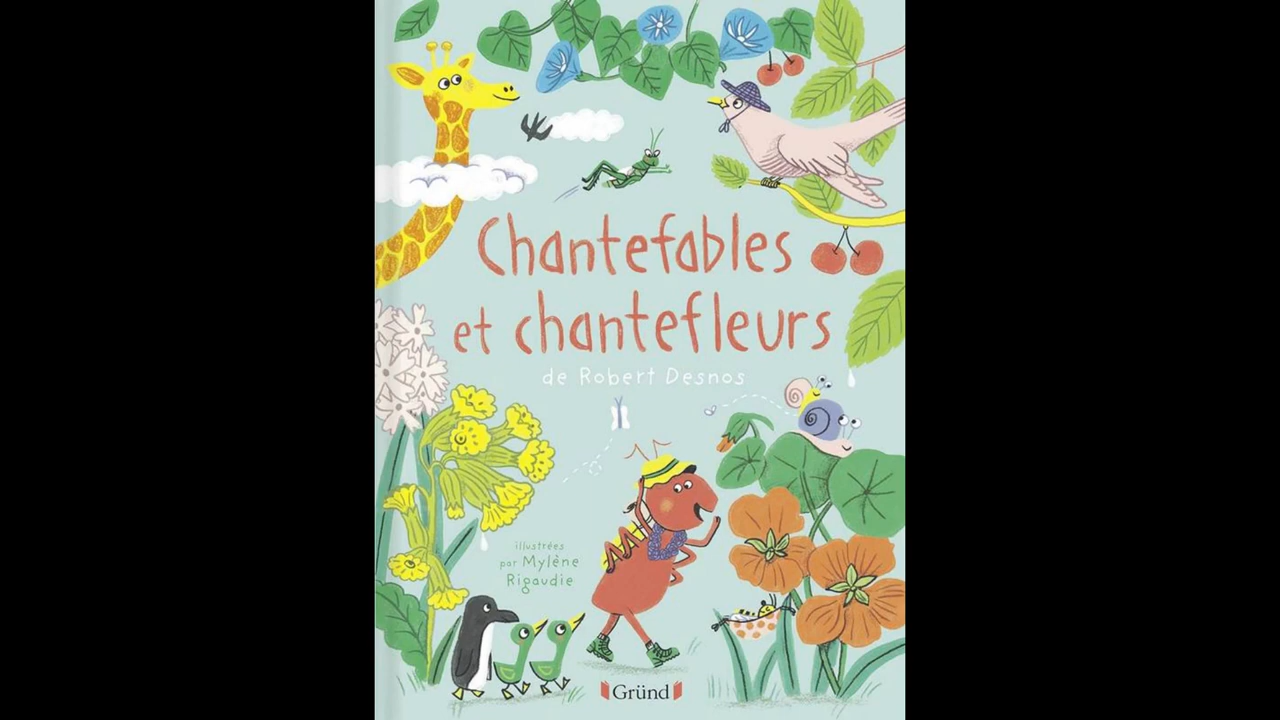 Chantefables
et chantefleurs
de Robert Desnos
illustrées
par Mylène
Rigaudie
Gründ